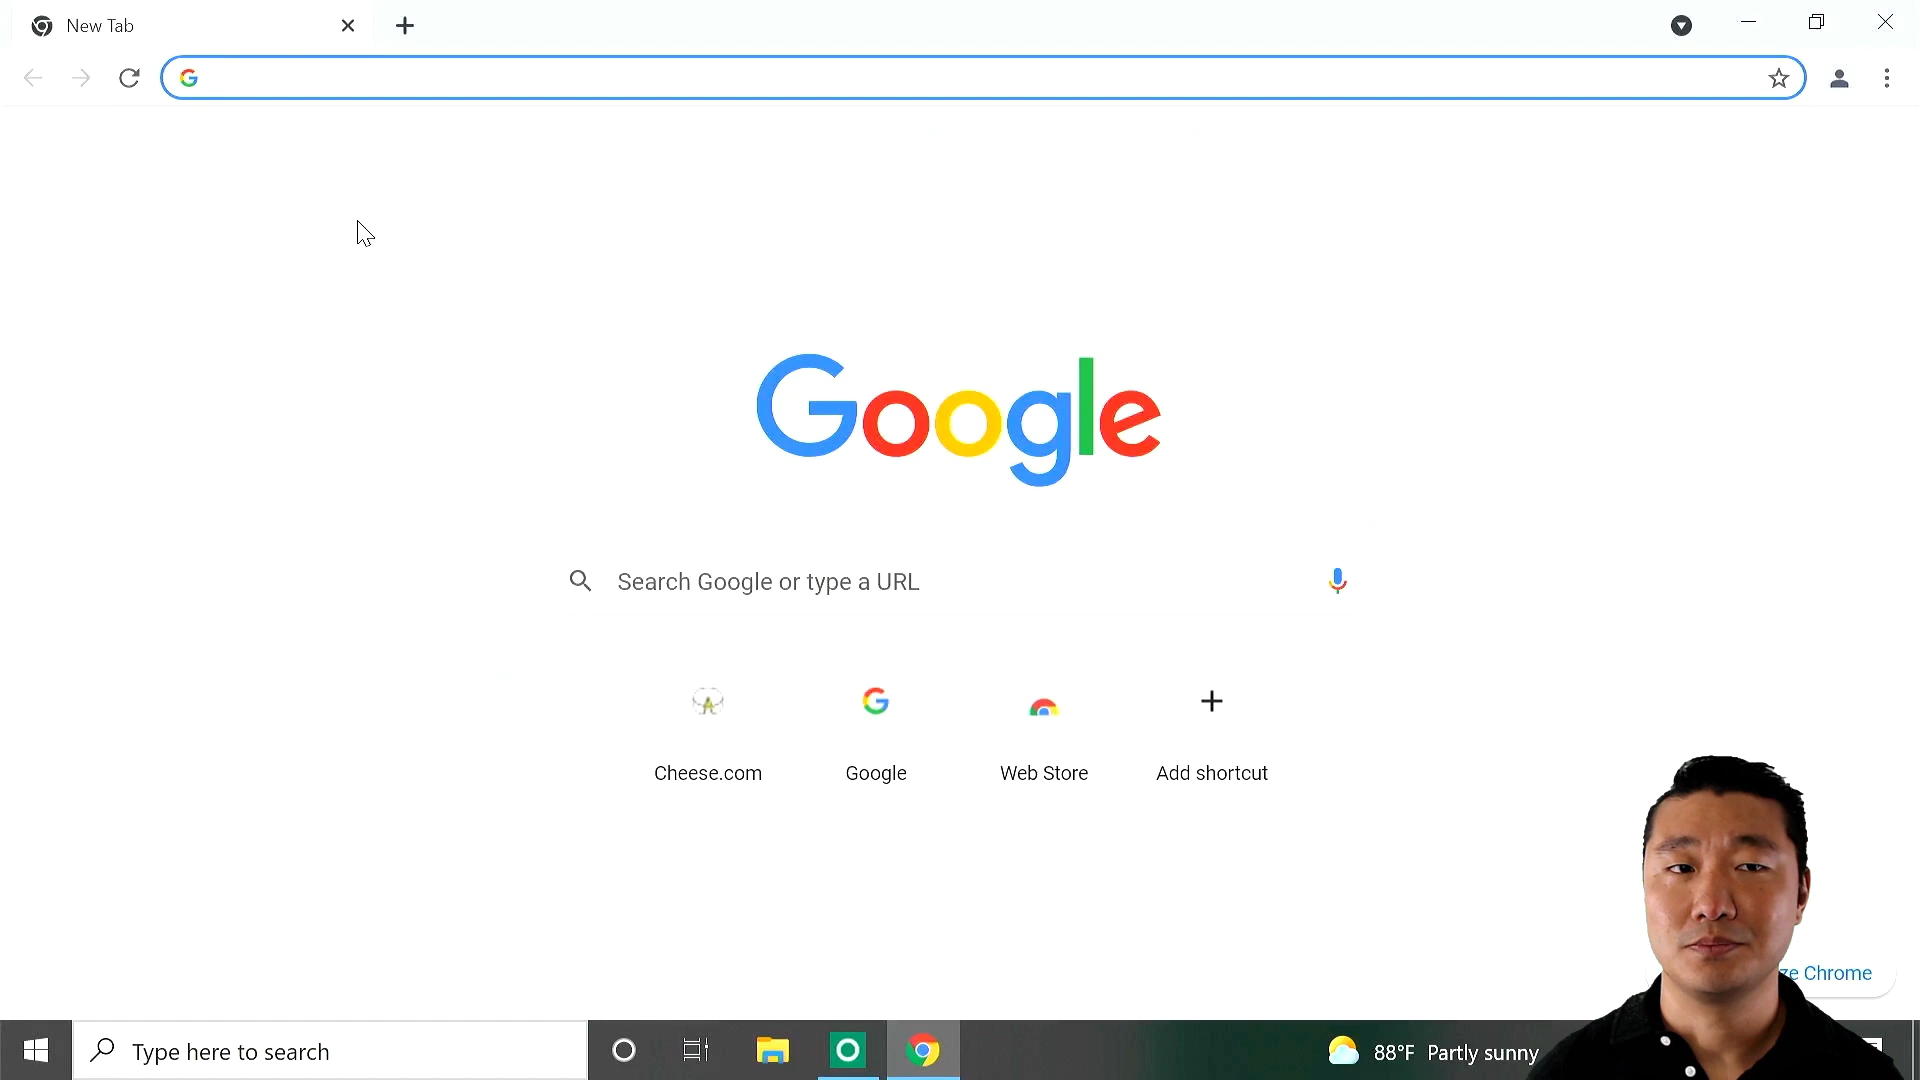 New Tab
Google
Search Google or type a URL
Cheese.com
Google
Web Store
Add shortcut
ze Chrome
Type here to search
88°F Partly sunny